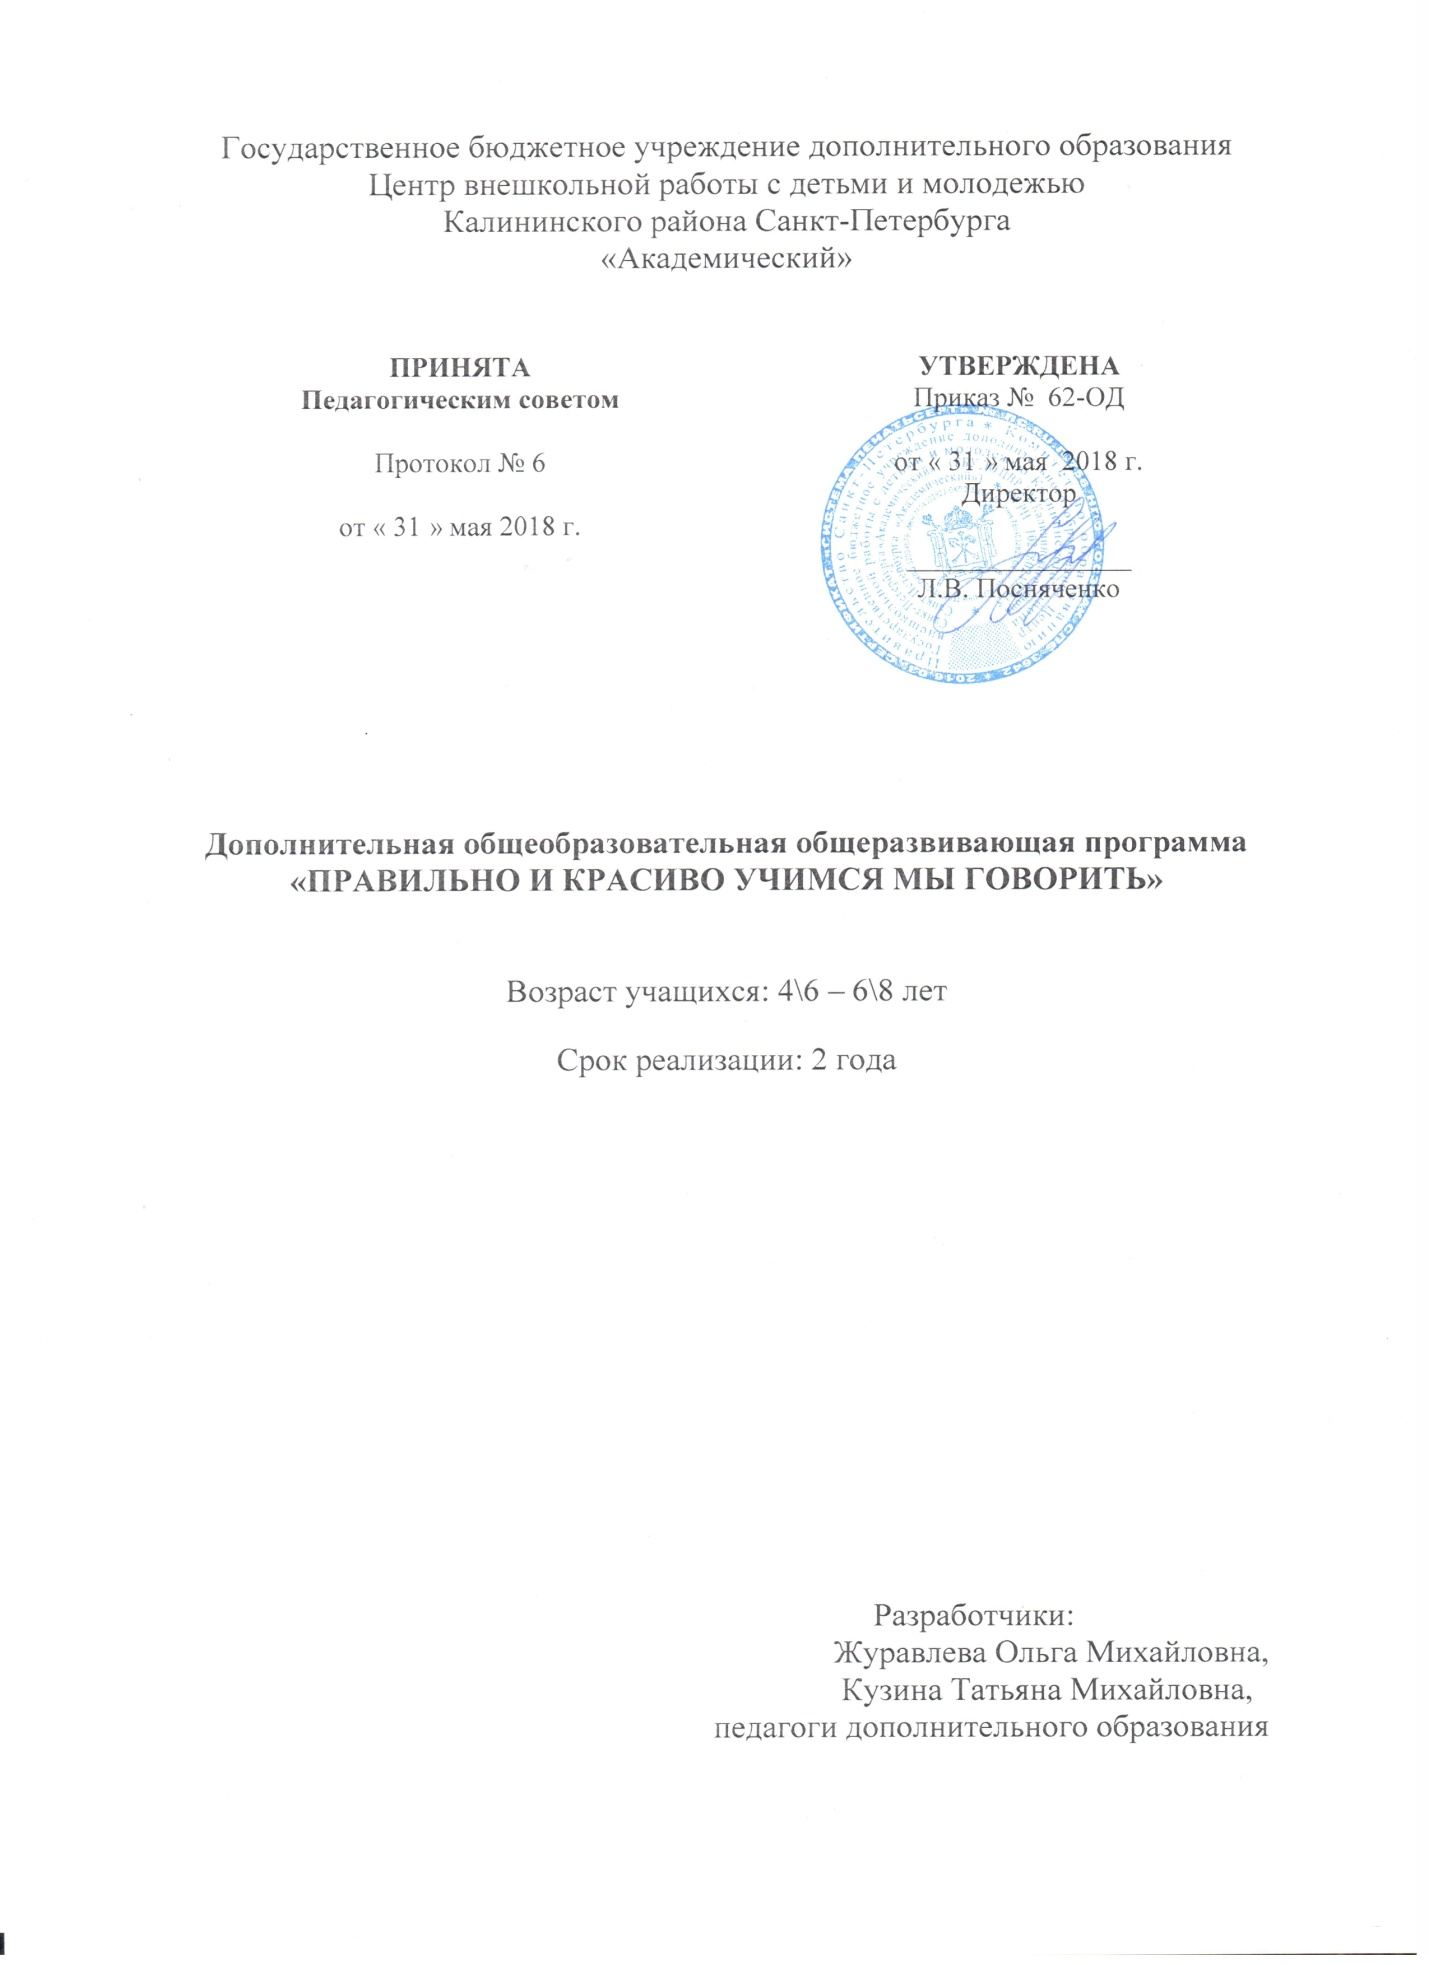 Государственное бюджетное учреждение дополнительного образования
Центр внешкольной работы с детьми и молодежью
Калининского района Санкт-Петербурга
«Академический»
ПРИНЯТА
Педагогическим советом
Протокол № 6
от « 31 » мая 2018 г.
УТВЕРЖДЕНА
Приказ № 62-ОД
от « 31 » мая 2018 г.
Директор
Л.В. Посняченко
Дополнительная общеобразовательная общеразвивающая программа
«ПРАВИЛЬНО И КРАСИВО УЧИМСЯ МЫ ГОВОРИТЬ»
Возраст учащихся: 4\6 – 6\8 лет
Срок реализации: 2 года
Разработчики:
Журавлева Ольга Михайловна,
Кузина Татьяна Михайловна,
педагоги дополнительного образования